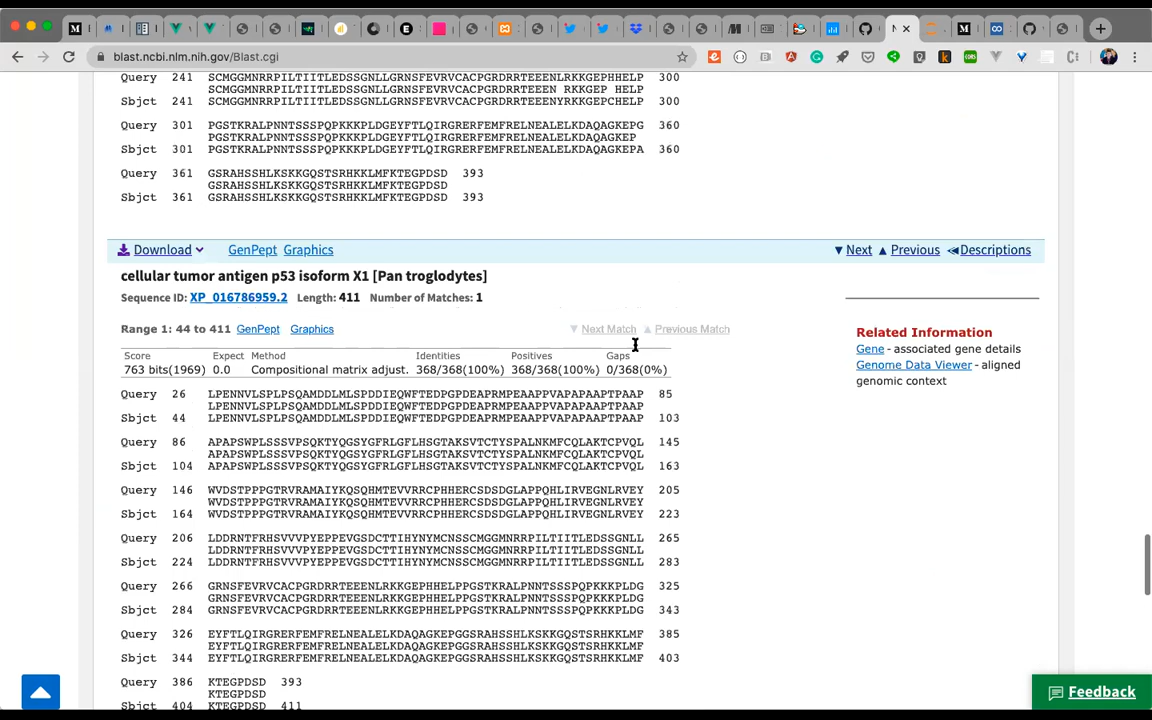 blast.ncbi.nlm.nih.gov/Blast.cgi
Query 241 SCMGGMNRRPILTIITLEDSSGNLLGRNSFEVRVCACPGRDRRTEEENLRKKGEPHHELP 300
SCMGGMNRRPILTIITLEDSSGNLLGRNSFEVRVCACPGRDRRTEEEN RKKGEP HELP
Sbjct 241 SCMGGMNRRPILTIITLEDSSGNLLGRNSFEVRVCACPGRDRRTEEENYRKKGEPCHELP 300
Query 301 PGSTKRALPNNTSSSPQPKKKPLDGEYFTLQIRGRERFEMFRELNEALELKDAQAGKEPG 360
PGSTKRALPNNTSSSPQPKKKPLDGEYFTLQIRGRERFEMFRELNEALELKDAQAGKEP
Sbjct 301 PGSTKRALPNNTSSSPQPKKKPLDGEYFTLQIRGRERFEMFRELNEALELKDAQAGKEPA 360
Query 361 GSRAHSSHLKSKKGQSTSRHKKLMFKTEGPDSD 393
GSRAHSSHLKSKKGQSTSRHKKLMFKTEGPDSD
Sbjct 361 GSRAHSSHLKSKKGQSTSRHKKLMFKTEGPDSD 393
Download GenPept Graphics Next Previous Descriptions
cellular tumor antigen p53 isoform X1 [Pan troglodytes]
Sequence ID: XP_016786959.2 Length: 411 Number of Matches: 1
Range 1: 44 to 411 GenPept Graphics Next Match Previous Match
Score Expect Method Identities Positives Gaps
763 bits(1969) 0.0 Compositional matrix adjust. 368/368(100%) 368/368(100%) 0/368(0%)
Related Information
Gene - associated gene details
Genome Data Viewer - aligned
genomic context
Query 26 LPENNVLSPLPSQAMDDLMLSPDDIEQWFTEDPGPDEAPRMPEAAPPVAPAPAAPTPAAP 85
LPENNVLSPLPSQAMDDLMLSPDDIEQWFTEDPGPDEAPRMPEAAPPVAPAPAAPTPAAP
Sbjct 44 LPENNVLSPLPSQAMDDLMLSPDDIEQWFTEDPGPDEAPRMPEAAPPVAPAPAAPTPAAP 103
Query 86 APAPSWPLSSSVPSQKTYQGSYGFRLGFLHSGTAKSVTCTYSPALNKMFCQLAKTCPVQL 145
APAPSWPLSSSVPSQKTYQGSYGFRLGFLHSGTAKSVTCTYSPALNKMFCQLAKTCPVQL
Sbjct 104 APAPSWPLSSSVPSQKTYQGSYGFRLGFLHSGTAKSVTCTYSPALNKMFCQLAKTCPVQL 163
Query 146 WVDSTPPPGTRVRAMAIYKQSQHMTEVVRRCPHHERCSDSDGLAPPQHLIRVEGNLRVEY 205
WVDSTPPPGTRVRAMAIYKQSQHMTEVVRRCPHHERCSDSDGLAPPQHLIRVEGNLRVEY
Sbjct 164 WVDSTPPPGTRVRAMAIYKQSQHMTEVVRRCPHHERCSDSDGLAPPQHLIRVEGNLRVEY 223
Query 206 LDDRNTFRHSVVVPYEPPEVGSDCTTIHYNYMCNSSCMGGMNRRPILTIITLEDSSGNLL 265
LDDRNTFRHSVVVPYEPPEVGSDCTTIHYNYMCNSSCMGGMNRRPILTIITLEDSSGNLL
Sbjct 224 LDDRNTFRHSVVVPYEPPEVGSDCTTIHYNYMCNSSCMGGMNRRPILTIITLEDSSGNLL 283
Query 266 GRNSFEVRVCACPGRDRRTEEENLRKKGEPHHELPPGSTKRALPNNTSSSPQPKKKPLDG 325
GRNSFEVRVCACPGRDRRTEEENLRKKGEPHHELPPGSTKRALPNNTSSSPQPKKKPLDG
Sbjct 284 GRNSFEVRVCACPGRDRRTEEENLRKKGEPHHELPPGSTKRALPNNTSSSPQPKKKPLDG 343
Query 326 EYFTLQIRGRERFEMFRELNEALELKDAQAGKEPGGSRAHSSHLKSKKGQSTSRHKKLMF 385
EYFTLQIRGRERFEMFRELNEALELKDAQAGKEPGGSRAHSSHLKSKKGQSTSRHKKLMF
Sbjct 344 EYFTLQIRGRERFEMFRELNEALELKDAQAGKEPGGSRAHSSHLKSKKGQSTSRHKKLMF 403
Query 386 KTEGPDSD 393
KTEGPDSD
Sbjct 404 KTEGPDSD 411
Feedback